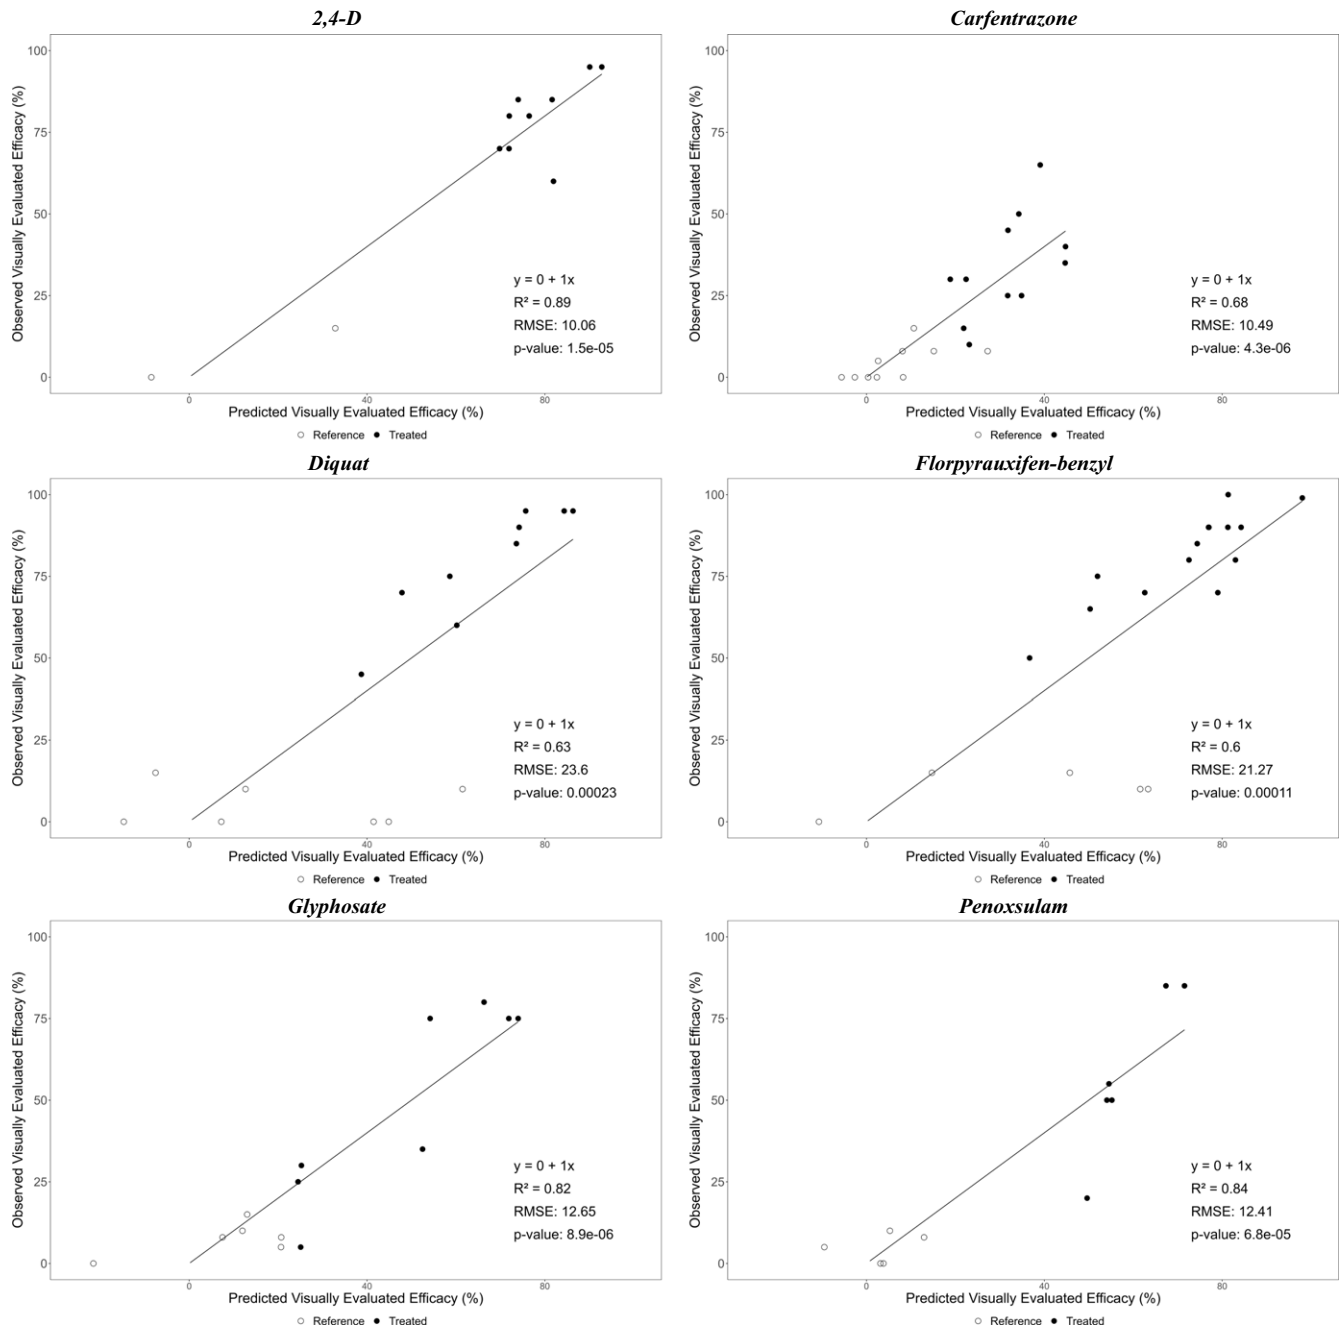 2,4-D
Observed Visually Evaluated Efficacy (%)
100
75
50
25
0
y = 0 + 1x
R² = 0.89
RMSE: 10.06
p-value: 1.5e-05
0 40 80
Predicted Visually Evaluated Efficacy (%)
Reference Treated
Carfentrazone
Observed Visually Evaluated Efficacy (%)
100
75
50
25
0
y = 0 + 1x
R² = 0.68
RMSE: 10.49
p-value: 4.3e-06
0 40 80
Predicted Visually Evaluated Efficacy (%)
Reference Treated
Diquat
Observed Visually Evaluated Efficacy (%)
100
75
50
25
0
y = 0 + 1x
R² = 0.63
RMSE: 23.6
p-value: 0.00023
0 40 80
Predicted Visually Evaluated Efficacy (%)
Reference Treated
Florpyrauxifen-benzyl
Observed Visually Evaluated Efficacy (%)
100
75
50
25
0
y = 0 + 1x
R² = 0.6
RMSE: 21.27
p-value: 0.00011
0 40 80
Predicted Visually Evaluated Efficacy (%)
Reference Treated
Glyphosate
Observed Visually Evaluated Efficacy (%)
100
75
50
25
0
y = 0 + 1x
R² = 0.82
RMSE: 12.65
p-value: 8.9e-06
0 40 80
Predicted Visually Evaluated Efficacy (%)
Reference Treated
Penoxsulam
Observed Visually Evaluated Efficacy (%)
100
75
50
25
0
y = 0 + 1x
R² = 0.84
RMSE: 12.41
p-value: 6.8e-05
0 40 80
Predicted Visually Evaluated Efficacy (%)
Reference Treated